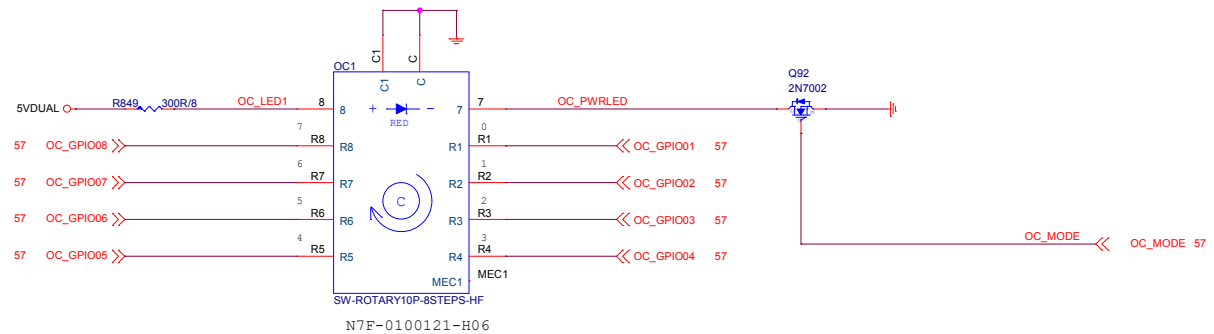 C1
C
OC1
C1
C
Q92
2N7002
5VDUAL
R849
300R/8
OC_LED1
8
8
+
-
RED
7
7
OC_PWRLED
7
0
57 OC_GPIO08
R8
R8
R1
R1
OC_GPIO01 57
6
1
57 OC_GPIO07
R7
R7
R2
R2
OC_GPIO02 57
5
2
57 OC_GPIO06
R6
R6
C
R3
R3
OC_GPIO03 57
4
3
OC_MODE
OC_MODE 57
57 OC_GPIO05
R5
R5
R4
R4
OC_GPIO04 57
MEC1
MEC1
SW-ROTARY10P-8STEPS-HF
N7F-0100121-H06